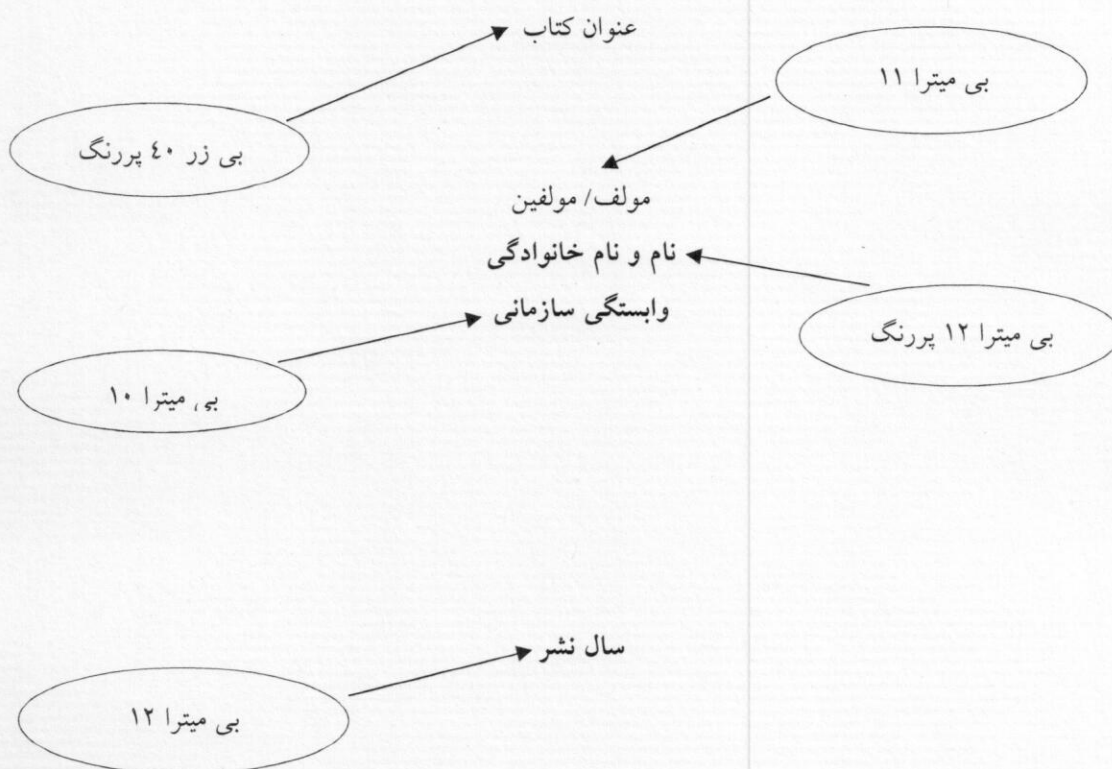 عنوان کتاب
بی میترا ۱۱
بی زر ٤٠ پررنگ
مولف/ مولفین
نام و نام خانوادگی
وابستگی سازمانی
بی میترا ۱۲ پررنگ
بی میترا ۱۰
سال نشر
بی میترا ۱۲